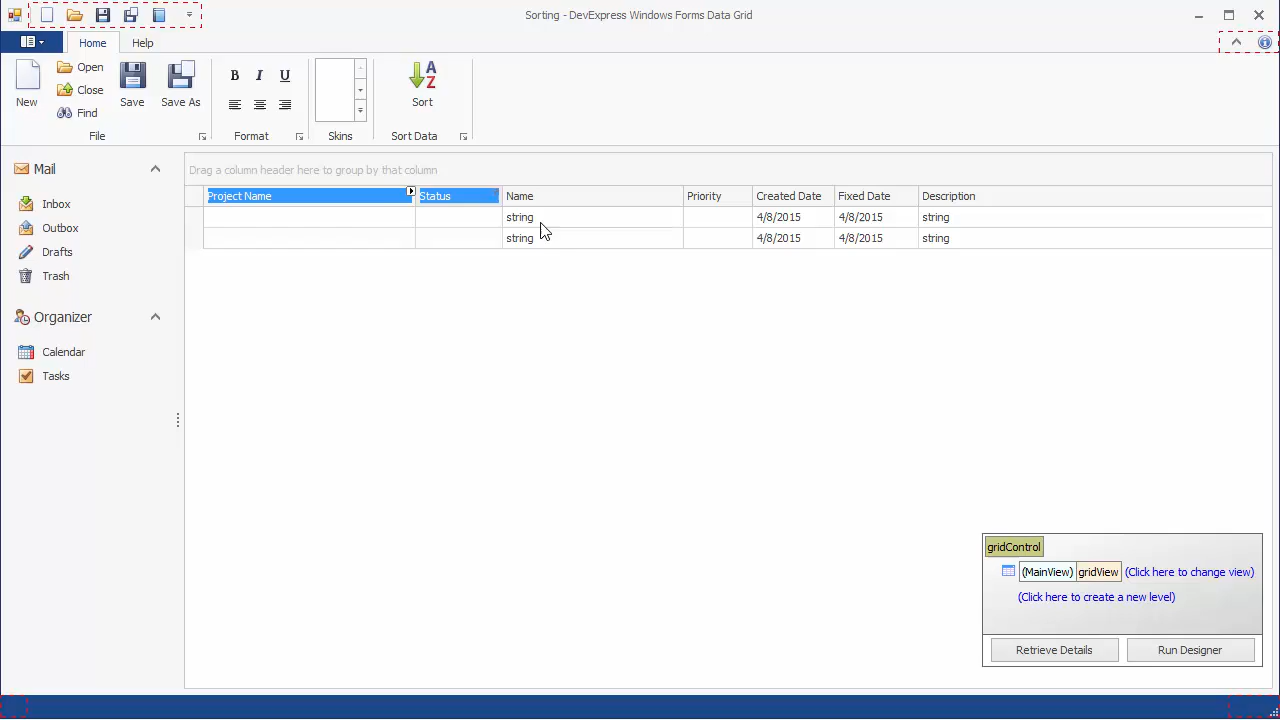 Sorting - DevExpress Windows Forms Data Grid
Home Help
New
Open
Close
Find
Save
Save As
File
B I U
Format
Skins
A
Z
Sort
Sort Data
Mail
Inbox
Outbox
Drafts
Trash
Organizer
Calendar
Tasks
Drag a column header here to group by that column
Project Name Status Name Priority Created Date Fixed Date Description
string 4/8/2015 4/8/2015 string
string 4/8/2015 4/8/2015 string
gridControl
(MainView) gridView (Click here to change view)
(Click here to create a new level)
Retrieve Details Run Designer